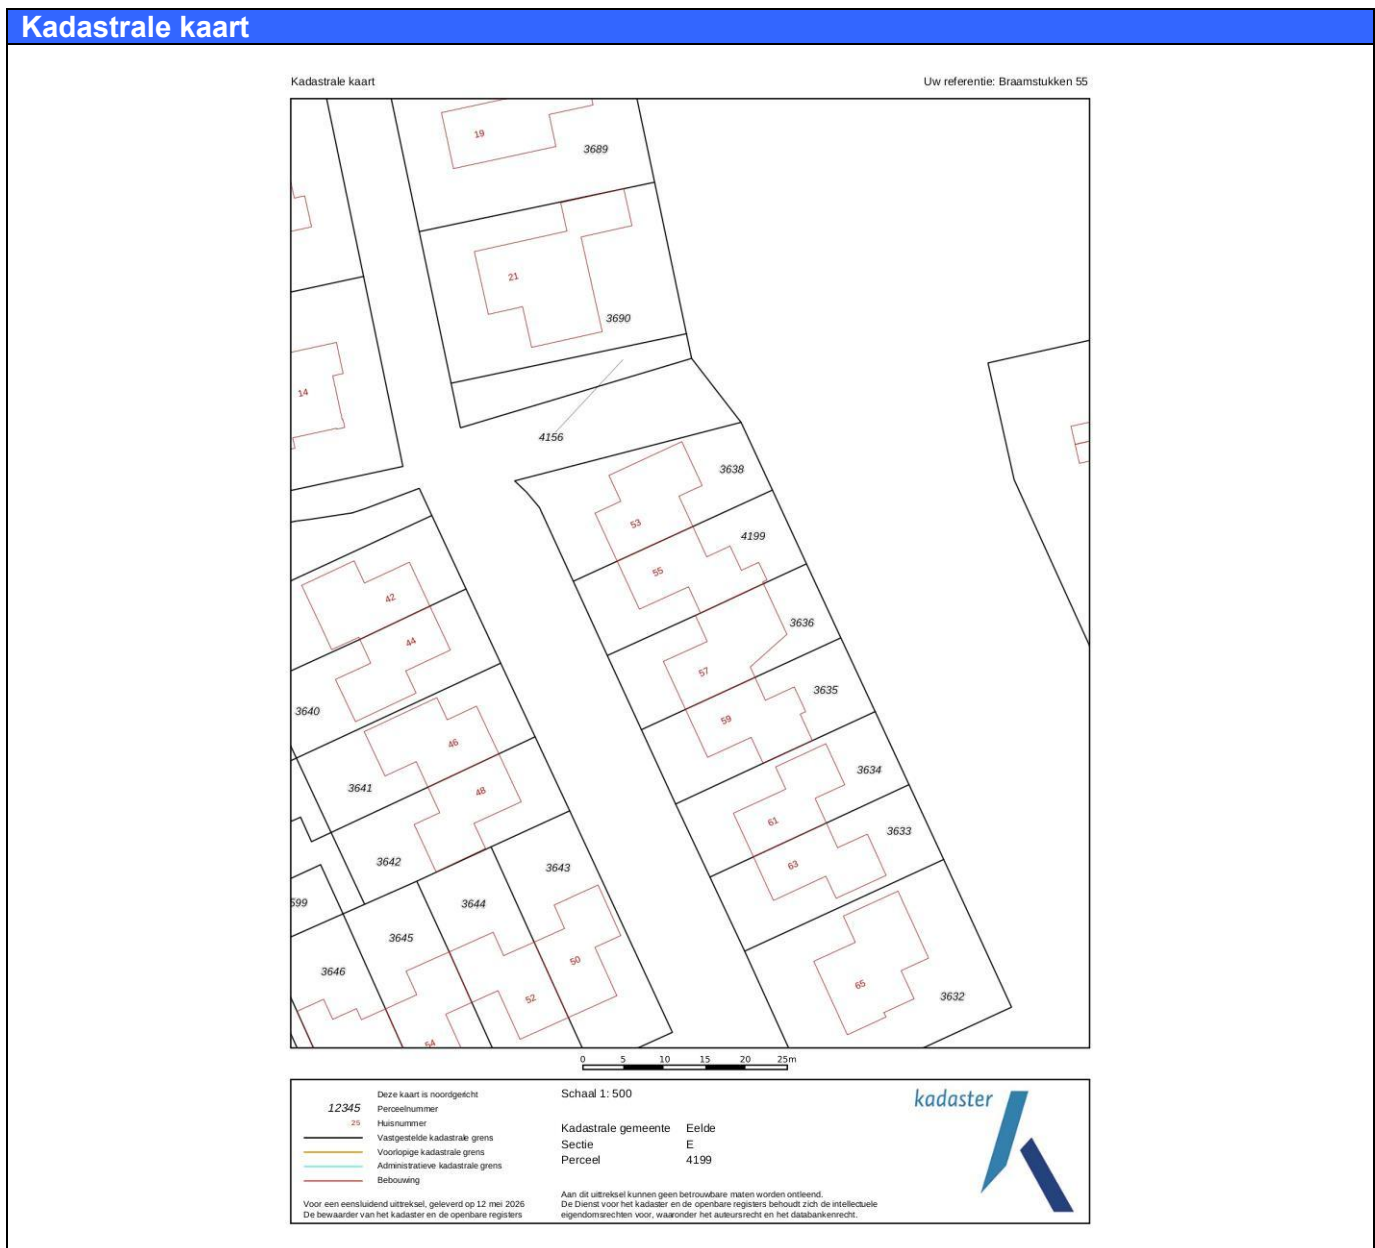 Kadastrale kaart
Kadastrale kaart
Uw referentie: Braamstukken 55
19
3689
21
3690
14
4156
3638
53
4199
55
42
3636
44
57
3635
3640
59
46
3634
3641
48
61
3633
3642
63
3643
599
3644
3645
50
3646
65
52
3632
54
0 5 10 15 20 25m
Deze kaart is noordgericht
12345 Perceelnummer
25 Huisnummer
Vastgestelde kadastrale grens
Voorlopige kadastrale grens
Administratieve kadastrale grens
Bebouwing
Voor een eensluidend uittreksel, geleverd op 12 mei 2026
De bewaarder van het kadaster en de openbare registers
Schaal 1: 500
Kadastrale gemeente Eelde
Sectie E
Perceel 4199
Aan dit uittreksel kunnen geen betrouwbare maten worden ontleend.
De Dienst voor het kadaster en de openbare registers behoudt zich de intellectuele
eigendomsrechten voor, waaronder het auteursrecht en het databankenrecht.
kadaster